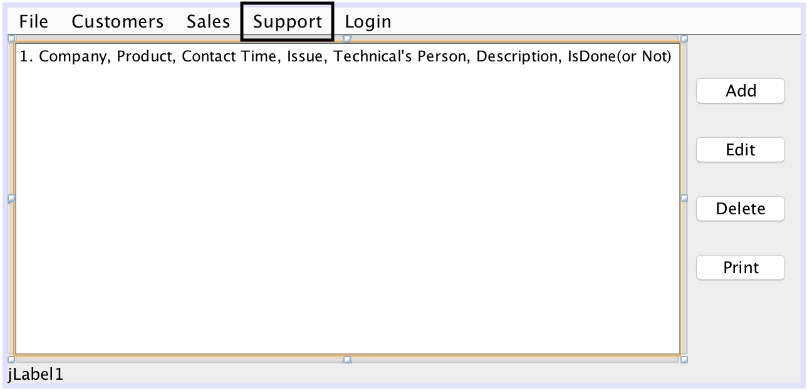 File Customers Sales Support Login
1. Company, Product, Contact Time, Issue, Technical's Person, Description, IsDone(or Not)
Add
Edit
Delete
Print
jLabel1